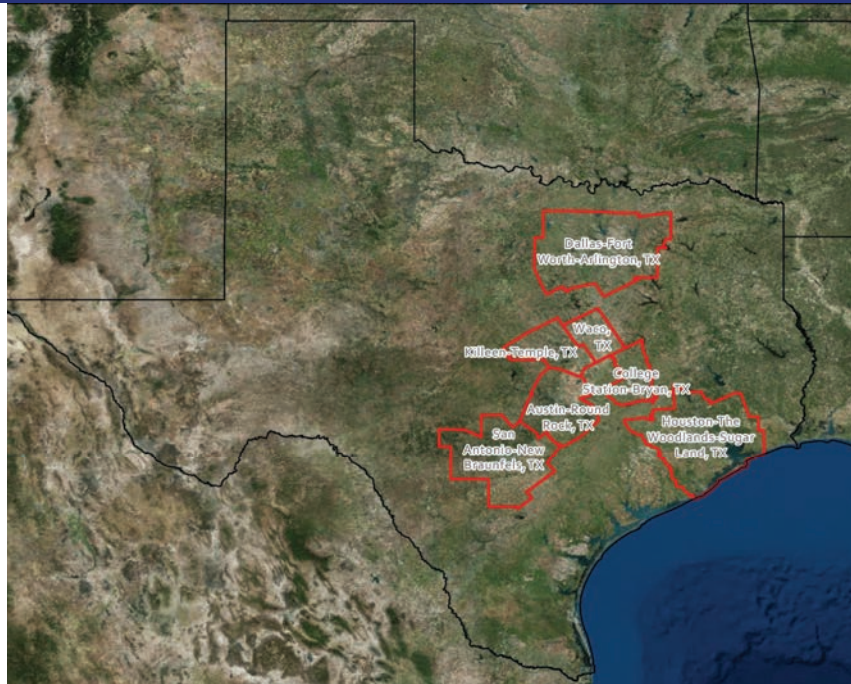 Dallas-Fort
Worth-Arlington, TX
Waco,
TX
Killeen-Temple, TX
College
Station-Bryan, TX
Austin-Round
Rock, TX
Houston-The
Woodlands-Sugar
Land, TX
San
Antonio-New
Braunfels, TX